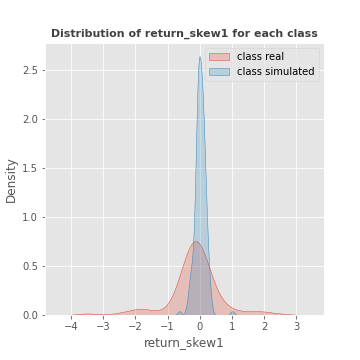 Distribution of return_skew1 for each class
class real
class simulated
2.5
2.0
1.5
1.0
0.5
0.0
Density
−4 −3 −2 −1 0 1 2 3
return_skew1